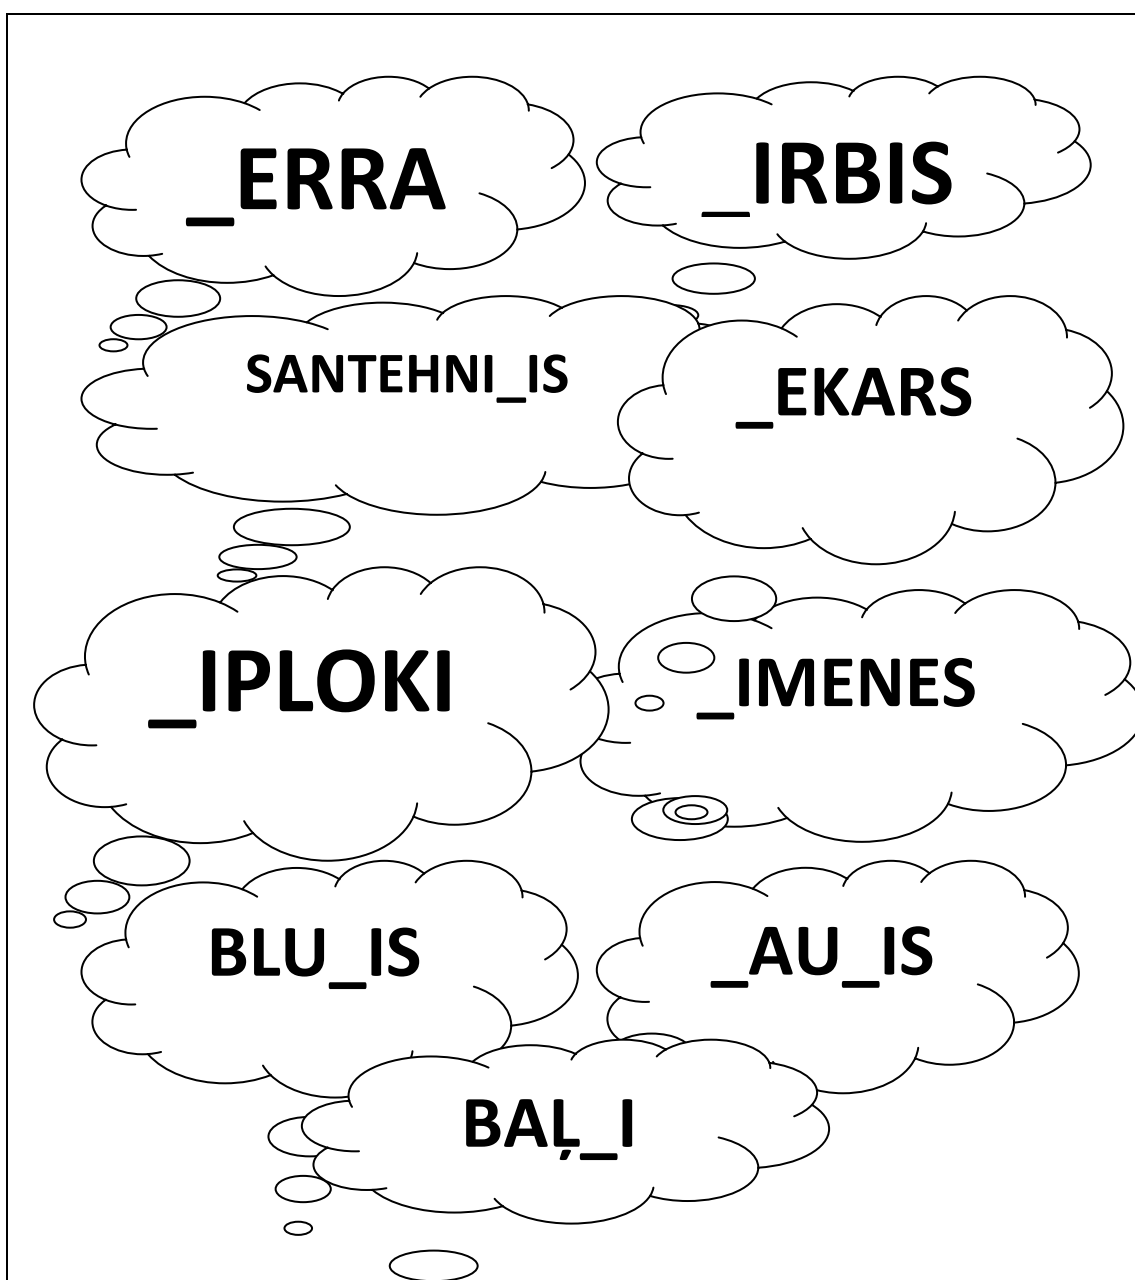 _ERRA
_IRBIS
SANTEHNI_IS
_EKARS
_IPLOKI
_IMENES
BLU_IS
_AU_IS
BAĻ_I